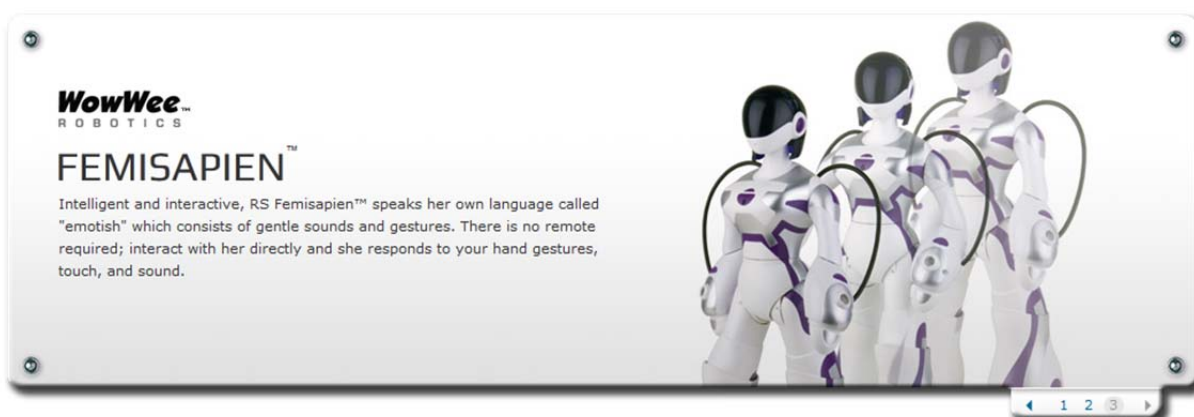 WowWee™
ROBOTICS
FEMISAPIEN™
Intelligent and interactive, RS Femisapien™ speaks her own language called
"emotish" which consists of gentle sounds and gestures. There is no remote
required; interact with her directly and she responds to your hand gestures,
touch, and sound.
1 2 3